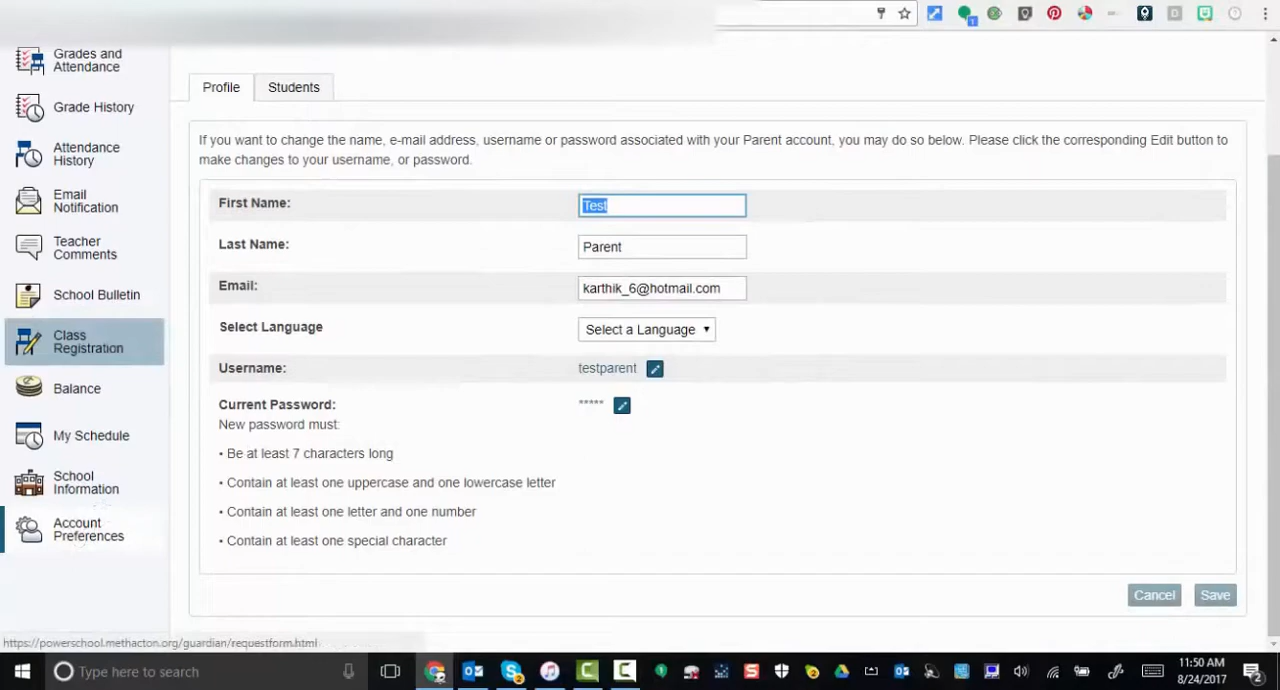 Grades and
Attendance
Grade History
Attendance
History
Email
Notification
Teacher
Comments
School Bulletin
Class
Registration
Balance
My Schedule
School
Information
Account
Preferences
Profile
Students
If you want to change the name, e-mail address, username or password associated with your Parent account, you may do so below. Please click the corresponding Edit button to
make changes to your username, or password.
First Name:
Test
Last Name:
Parent
Email:
karthik_6@hotmail.com
Select Language
Select a Language
Username:
testparent
Current Password:
*****
New password must:
• Be at least 7 characters long
• Contain at least one uppercase and one lowercase letter
• Contain at least one letter and one number
• Contain at least one special character
Cancel
Save
https://powerschool.methacton.org/guardian/requestform.html
Type here to search
11:50 AM
8/24/2017
2